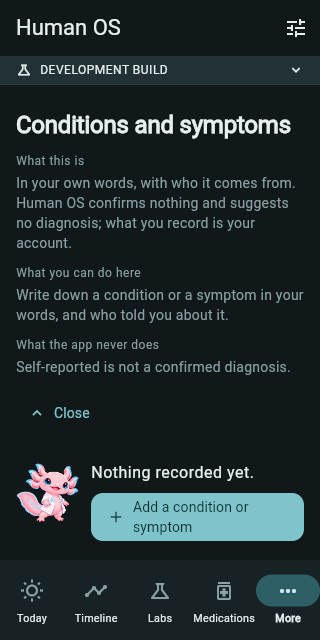 Human OS
DEVELOPMENT BUILD
Conditions and symptoms
What this is
In your own words, with who it comes from.
Human OS confirms nothing and suggests
no diagnosis; what you record is your
account.
What you can do here
Write down a condition or a symptom in your
words, and who told you about it.
What the app never does
Self-reported is not a confirmed diagnosis.
Close
Nothing recorded yet.
Add a condition or
symptom
Today
Timeline
Labs
Medications
More